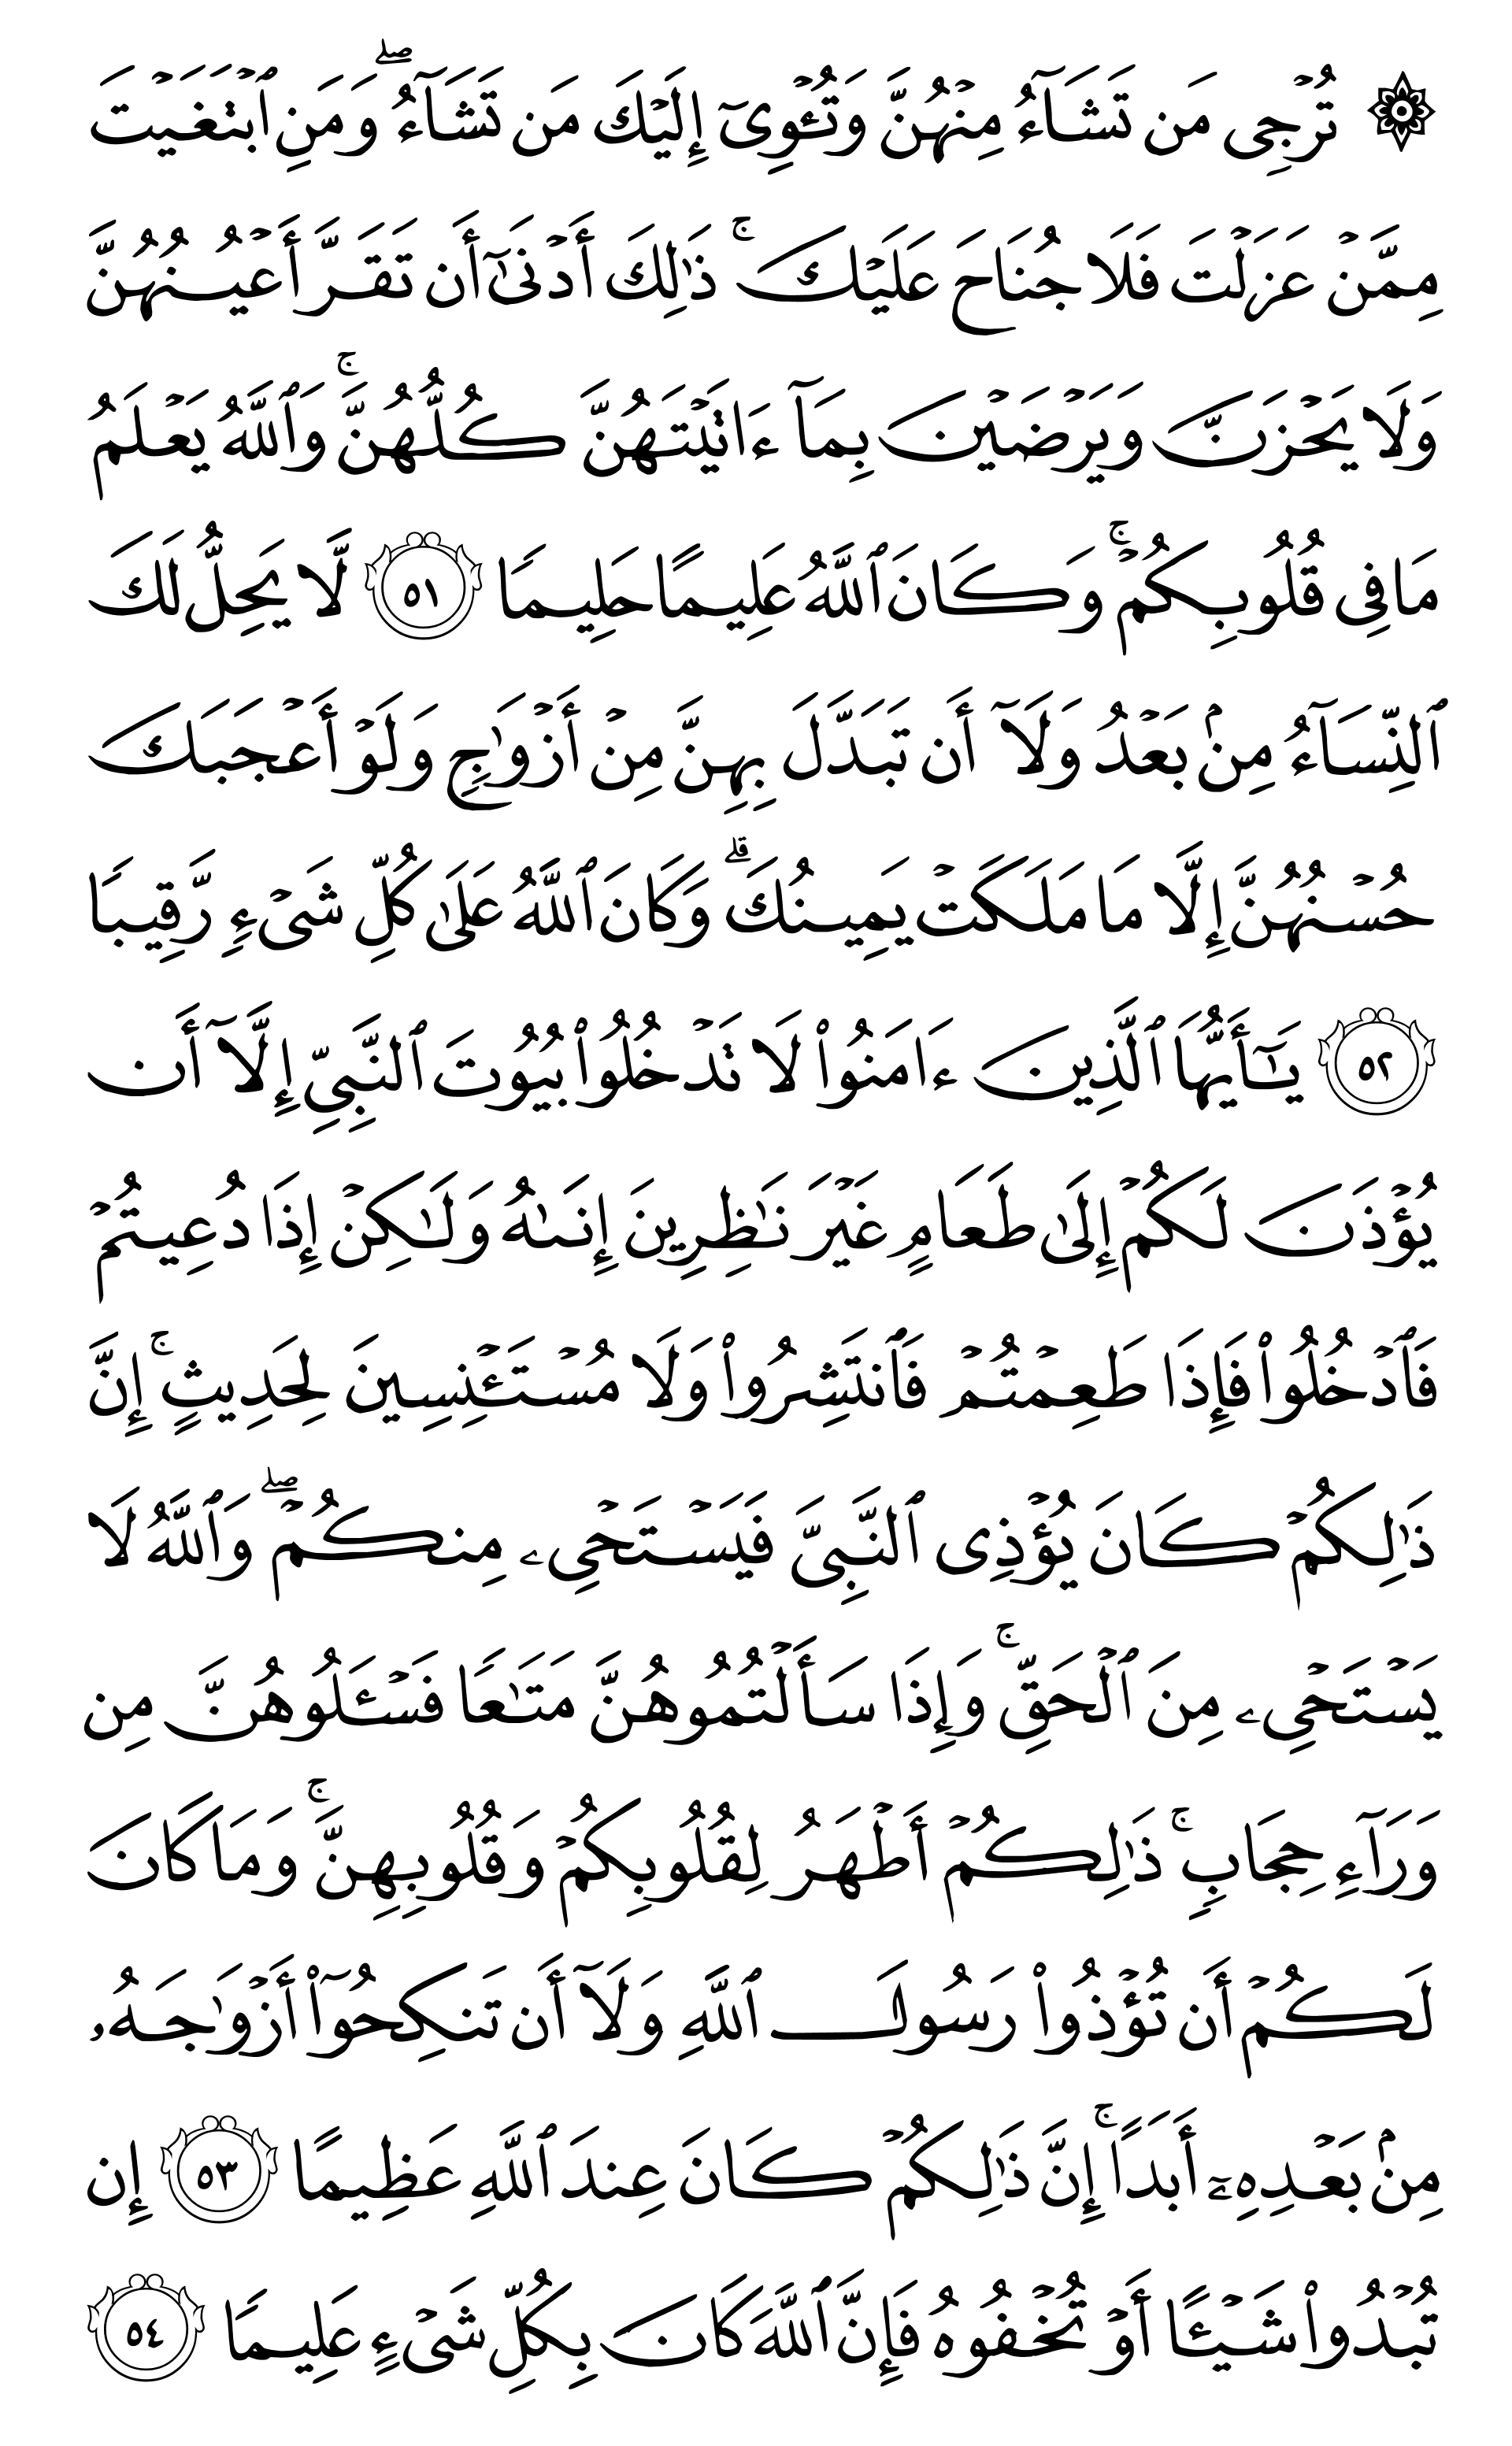 ۞ تُرۡجِي مَن تَشَآءُ مِنۡهُنَّ وَتُـٔۡوِيٓ إِلَيۡكَ مَن تَشَآءُۖ وَمَنِ ٱبۡتَغَيۡتَ
مِمَّنۡ عَزَلۡتَ فَلَا جُنَاحَ عَلَيۡكَۚ ذَٰلِكَ أَدۡنَىٰٓ أَن تَقَرَّ أَعۡيُنُهُنَّ
وَلَا يَحۡزَنَّ وَيَرۡضَيۡنَ بِمَآ ءَاتَيۡتَهُنَّ كُلُّهُنَّۚ وَٱللَّهُ يَعۡلَمُ
مَا فِي قُلُوبِكُمۡۚ وَكَانَ ٱللَّهُ عَلِيمًا حَلِيمٗا ٥١ لَّا يَحِلُّ لَكَ
ٱلنِّسَآءُ مِنۢ بَعۡدُ وَلَآ أَن تَبَدَّلَ بِهِنَّ مِنۡ أَزۡوَٰجٖ وَلَوۡ أَعۡجَبَكَ
حُسۡنُهُنَّ إِلَّا مَا مَلَكَتۡ يَمِينُكَۗ وَكَانَ ٱللَّهُ عَلَىٰ كُلِّ شَيۡءٖ رَّقِيبٗا
٥٢ يَٰٓأَيُّهَا ٱلَّذِينَ ءَامَنُواْ لَا تَدۡخُلُواْ بُيُوتَ ٱلنَّبِيِّ إِلَّآ أَن
يُؤۡذَنَ لَكُمۡ إِلَىٰ طَعَامٍ غَيۡرَ نَٰظِرِينَ إِنَىٰهُ وَلَٰكِنۡ إِذَا دُعِيتُمۡ
فَٱدۡخُلُواْ فَإِذَا طَعِمۡتُمۡ فَٱنتَشِرُواْ وَلَا مُسۡتَـٔۡنِسِينَ لِحَدِيثٍۚ إِنَّ
ذَٰلِكُمۡ كَانَ يُؤۡذِي ٱلنَّبِيَّ فَيَسۡتَحۡيِۦ مِنكُمۡۖ وَٱللَّهُ لَا
يَسۡتَحۡيِۦ مِنَ ٱلۡحَقِّۚ وَإِذَا سَأَلۡتُمُوهُنَّ مَتَٰعٗا فَسۡـَٔلُوهُنَّ مِن
وَرَآءِ حِجَابٖۚ ذَٰلِكُمۡ أَطۡهَرُ لِقُلُوبِكُمۡ وَقُلُوبِهِنَّۚ وَمَا كَانَ
لَكُمۡ أَن تُؤۡذُواْ رَسُولَ ٱللَّهِ وَلَآ أَن تَنكِحُوٓاْ أَزۡوَٰجَهُۥ
مِنۢ بَعۡدِهِۦٓ أَبَدًاۚ إِنَّ ذَٰلِكُمۡ كَانَ عِندَ ٱللَّهِ عَظِيمًا ٥٣ إِن
تُبۡدُواْ شَيۡـًٔا أَوۡ تُخۡفُوهُ فَإِنَّ ٱللَّهَ كَانَ بِكُلِّ شَيۡءٍ عَلِيمٗا ٥٤